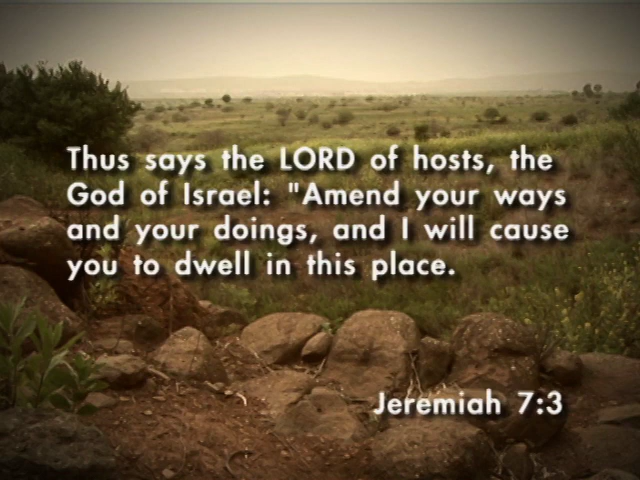 Thus says the LORD of hosts, the
God of Israel: "Amend your ways
and your doings, and I will cause
you to dwell in this place.
Jeremiah 7:3